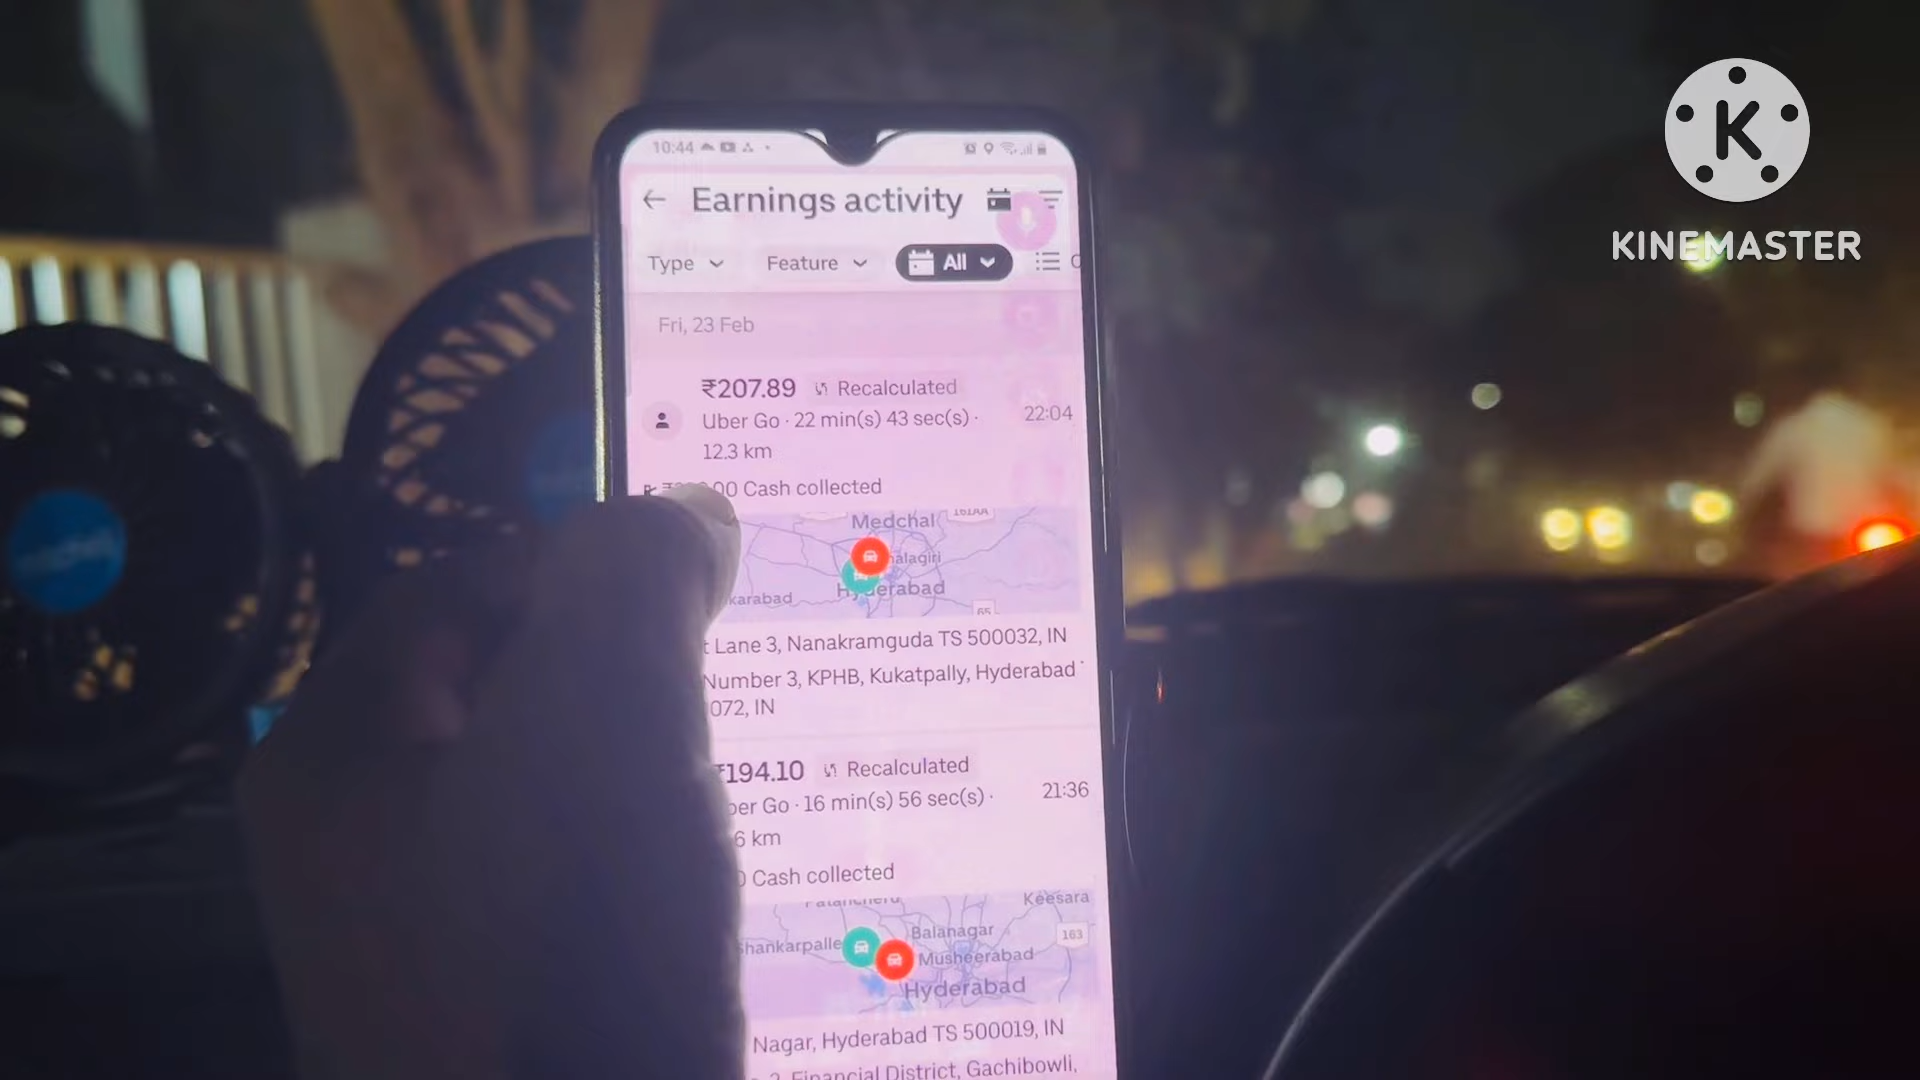 10:44
Earnings activity
Type
Feature
All
Fri, 23 Feb
₹207.89 Recalculated
Uber Go · 22 min(s) 43 sec(s) ·
12.3 km
22:04
Cash collected
Medchal
Hyderabad
65
Lane 3, Nanakramguda TS 500032, IN
Number 3, KPHB, Kukatpally, Hyderabad
072, IN
₹194.10 Recalculated
Go · 16 min(s) 56 sec(s) ·
21:36
6 km
Cash collected
Keesara
Shankarpalle
Balanagar
163
Musheerabad
Hyderabad
Nagar, Hyderabad TS 500019, IN
Financial District, Gachibowli,
K
KINEMASTER